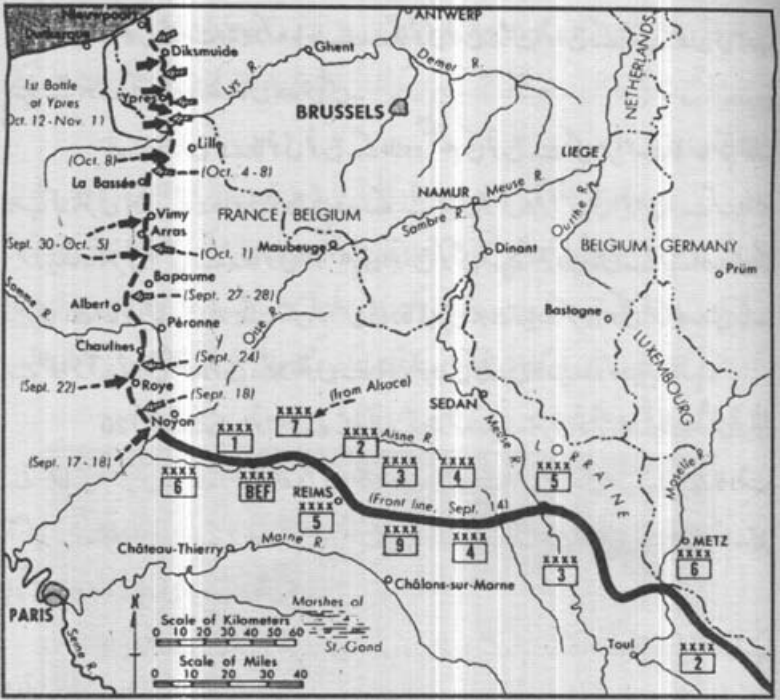 ANTWERP
Diksmuide
Ghent
Demer R.
Lys R.
NETHERLANDS
1st Battle
of Ypres
Ypres
Oct. 12 - Nov. 11
BRUSSELS
Lille
LIEGE
(Oct. 8)
(Oct. 4 - 8)
La Bassée
NAMUR
Meuse R.
Ourthe R.
Vimy
FRANCE
BELGIUM
Sambre R.
Arras
Maubeuge
Dinant
BELGIUM
GERMANY
Sept. 30 - Oct. 5)
(Oct. 1)
Prüm
Bapaume
(Sept. 27 - 28)
Somme R.
Albert
Oise R.
Bastogne
Péronne
LUXEMBOURG
Chaulnes
(Sept. 24)
(Sept. 22)
Roye
(Sept. 18)
(from Alsace)
SEDAN
Noyon
XXXX
1
XXXX
7
XXXX
2
Aisne R.
Meuse R.
LORRAINE
Moselle R.
(Sept. 17 - 18)
XXXX
6
XXXX
BEF
XXXX
3
XXXX
4
XXXX
5
REIMS
(Front line, Sept. 14)
XXXX
5
XXXX
9
XXXX
4
METZ
XXXX
6
Château-Thierry
Marne R.
XXXX
3
Châlons-sur-Marne
PARIS
Seine R.
Marshes of
St.-Gond
Scale of Kilometers
0 10 20 30 40 50 60
Scale of Miles
0 10 20 30 40
Toul
XXXX
2